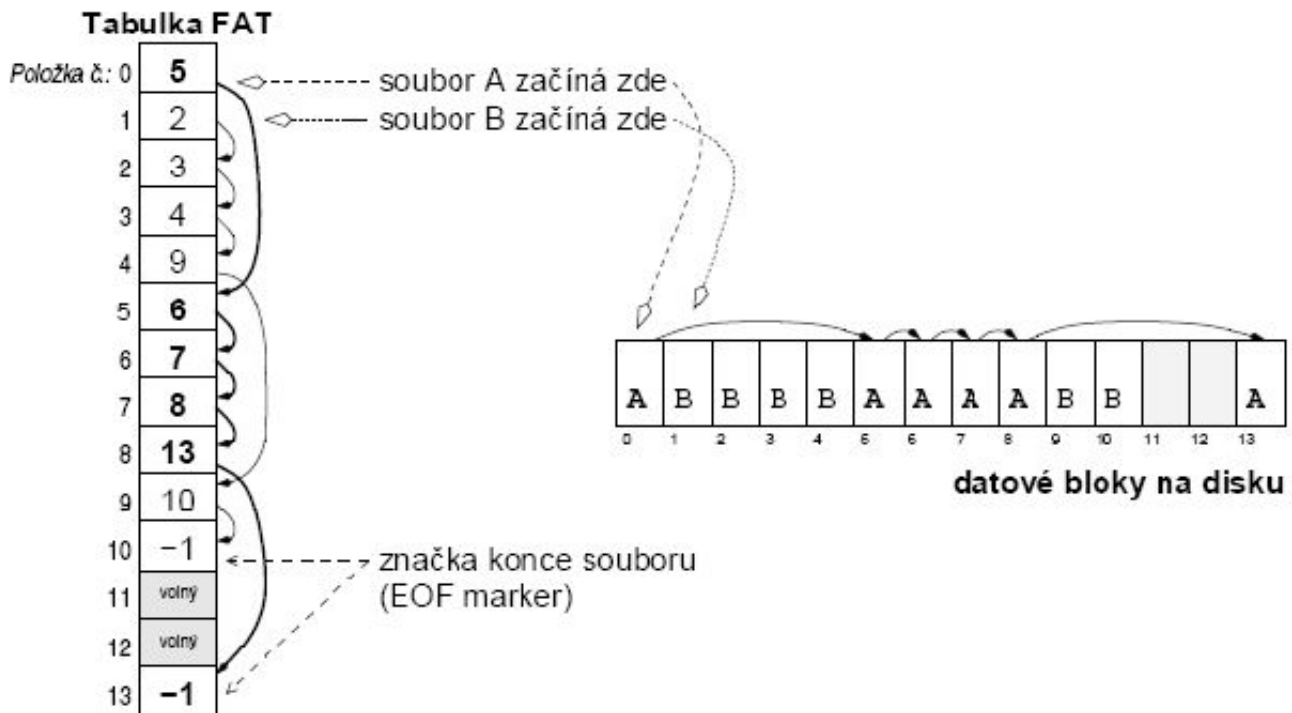 Tabulka FAT
Položka č.: 0 5
soubor A začíná zde
1 2
soubor B začíná zde
2 3
3 4
4 9
5 6
6 7
7 8
8 13
9 10
10 −1
11 volný
12 volný
13 −1
značka konce souboru
(EOF marker)
A B B B B A A A A B B A
0 1 2 3 4 5 6 7 8 9 10 11 12 13
datové bloky na disku